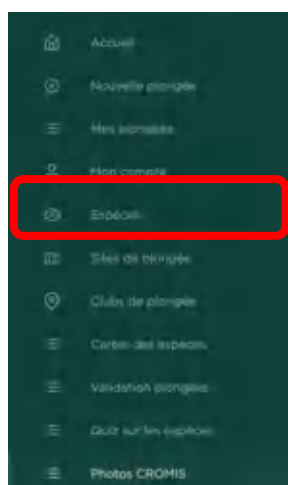 Accueil
Nouvelle plongée
Mes plongées
Mon compte
Espèces
Sites de plongée
Clubs de plongée
Cartes des espèces
Validation plongées
Quiz sur les espèces
Photos CROMIS